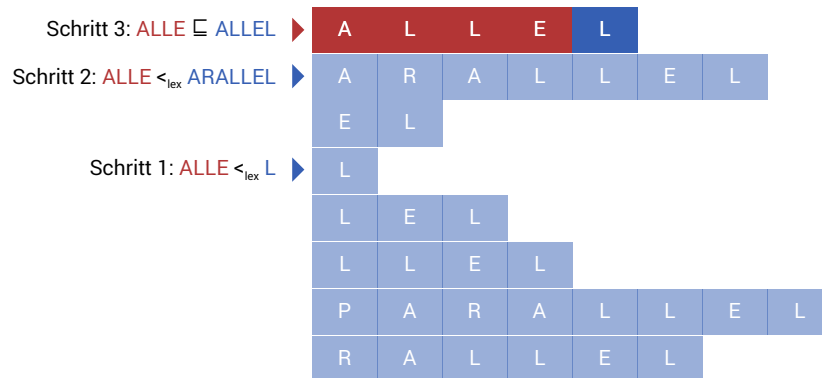 Schritt 3: ALLE ⊑ ALLEL A L L E L
Schritt 2: ALLE <lex ARALLEL A R A L L E L
E L
Schritt 1: ALLE <lex L L
L E L
L L E L
P A R A L L E L
R A L L E L